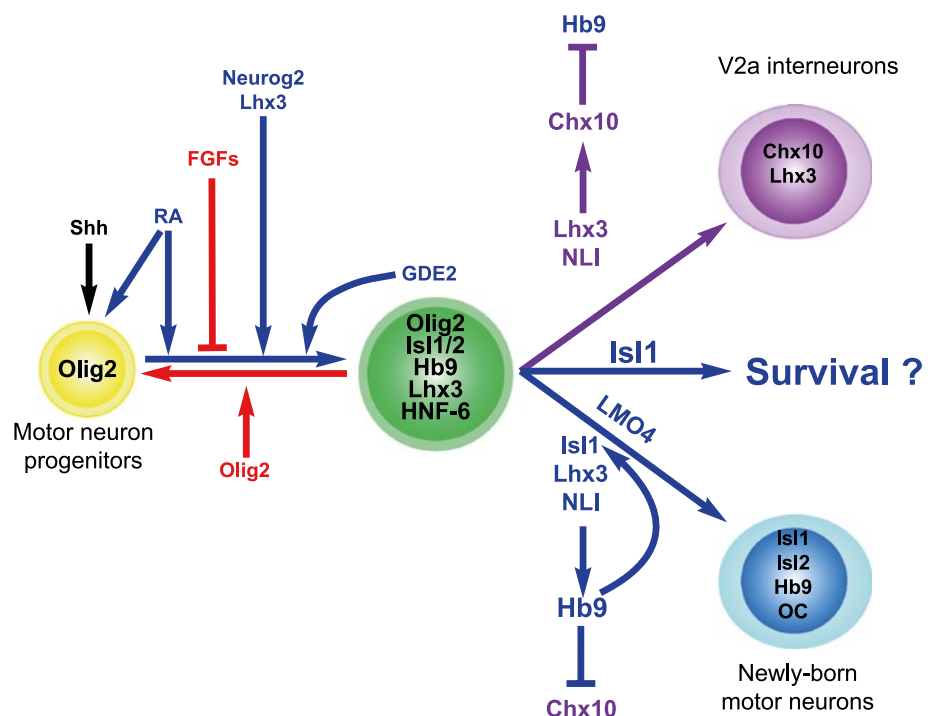 Hb9
V2a interneurons
Neurog2
Lhx3
Chx10
Chx10
Lhx3
FGFs
RA
Shh
Lhx3
NLI
GDE2
Olig2
Olig2
Isl1/2
Hb9
Lhx3
HNF-6
Isl1
Survival ?
Motor neuron
progenitors
Olig2
LMO4
Isl1
Lhx3
NLI
Hb9
Chx10
Isl1
Isl2
Hb9
OC
Newly-born
motor neurons